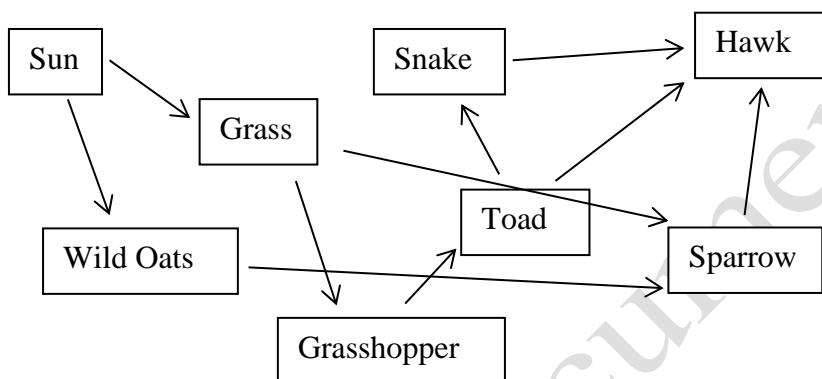 Sun
Snake
Hawk
Grass
Toad
Wild Oats
Sparrow
Grasshopper